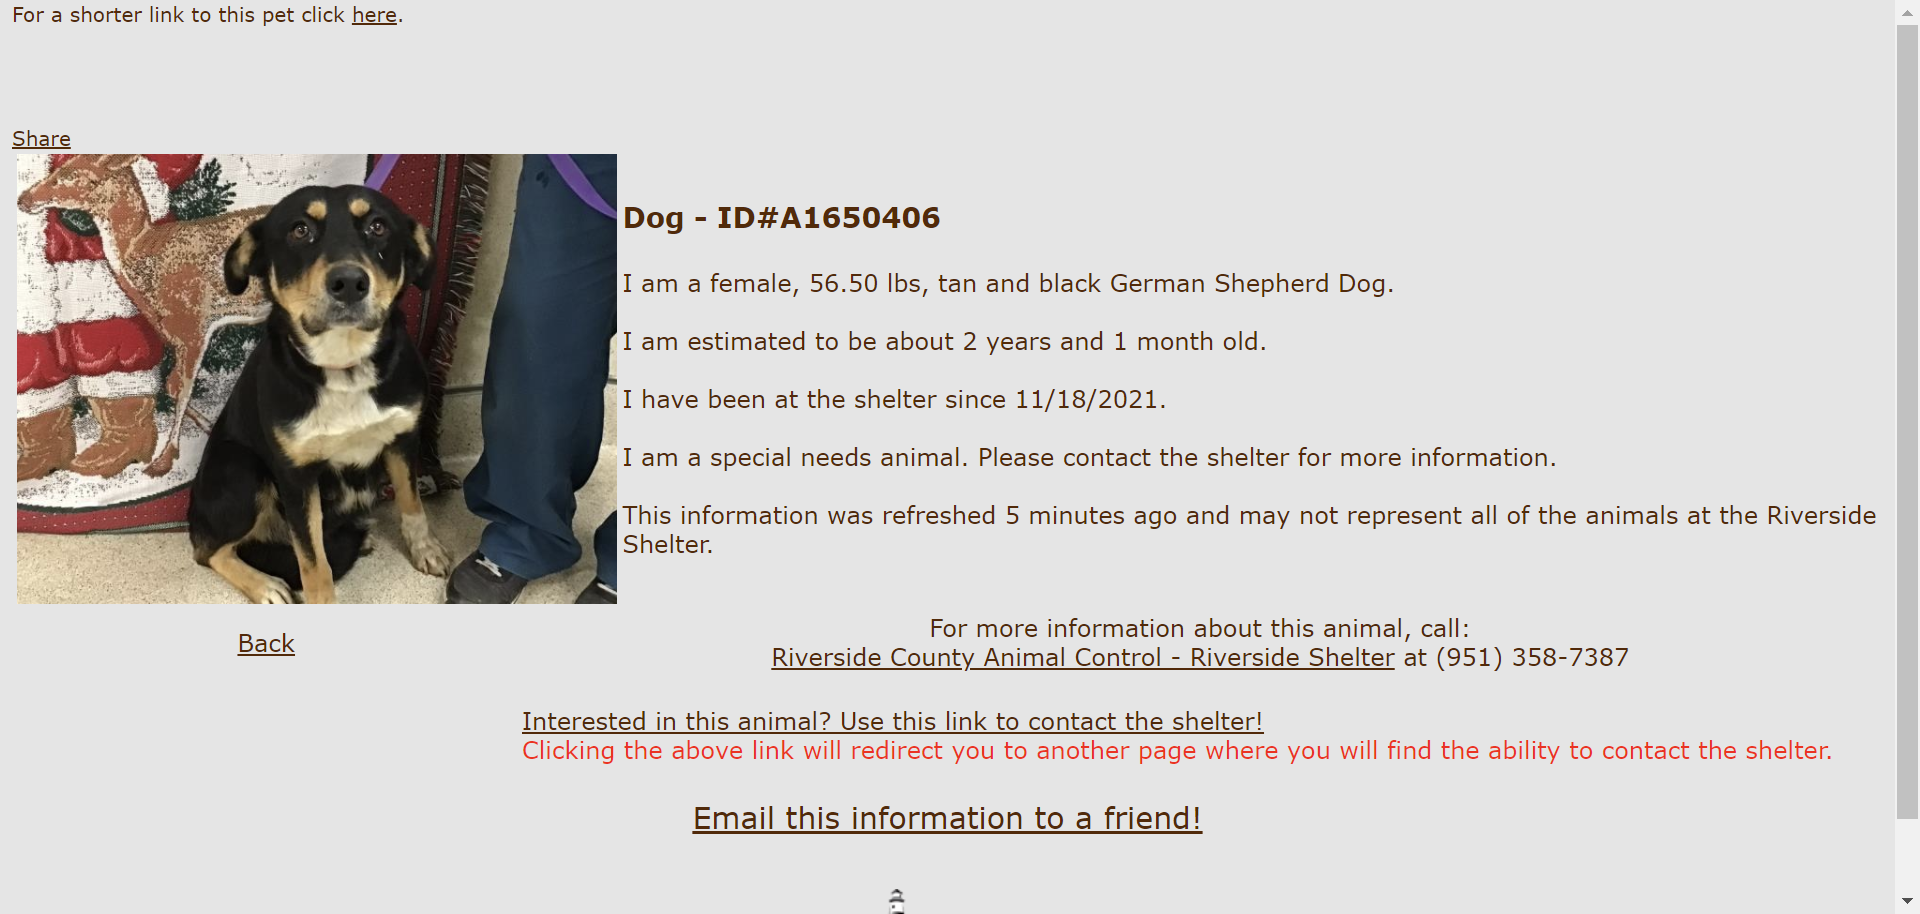 For a shorter link to this pet click here.
Share
Dog - ID#A1650406
I am a female, 56.50 lbs, tan and black German Shepherd Dog.
I am estimated to be about 2 years and 1 month old.
I have been at the shelter since 11/18/2021.
I am a special needs animal. Please contact the shelter for more information.
This information was refreshed 5 minutes ago and may not represent all of the animals at the Riverside
Shelter.
Back
For more information about this animal, call:
Riverside County Animal Control - Riverside Shelter at (951) 358-7387
Interested in this animal? Use this link to contact the shelter!
Clicking the above link will redirect you to another page where you will find the ability to contact the shelter.
Email this information to a friend!